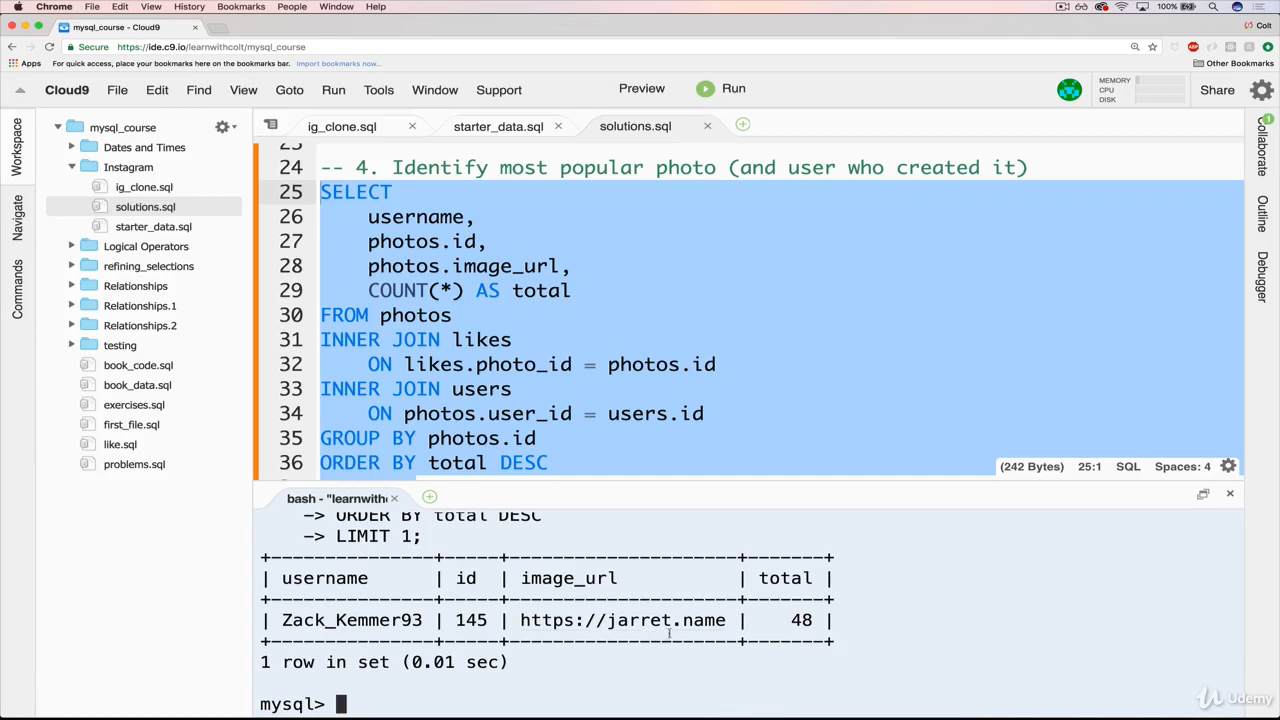 Chrome File Edit View History Bookmarks People Window Help 100%
mysql_course - Cloud9
Colt
Secure https://ide.c9.io/learnwithcolt/mysql_course
Apps For quick access, place your bookmarks here on the bookmarks bar. Import bookmarks now... Other Bookmarks
Cloud9 File Edit Find View Goto Run Tools Window Support Preview Run MEMORY CPU DISK Share
Workspace
Navigate
Commands
mysql_course
Dates and Times
Instagram
ig_clone.sql
solutions.sql
starter_data.sql
Logical Operators
refining_selections
Relationships
Relationships.1
Relationships.2
testing
book_code.sql
book_data.sql
exercises.sql
first_file.sql
like.sql
problems.sql
ig_clone.sql starter_data.sql solutions.sql
23
24 -- 4. Identify most popular photo (and user who created it)
25 SELECT
26 username,
27 photos.id,
28 photos.image_url,
29 COUNT(*) AS total
30 FROM photos
31 INNER JOIN likes
32 ON likes.photo_id = photos.id
33 INNER JOIN users
34 ON photos.user_id = users.id
35 GROUP BY photos.id
36 ORDER BY total DESC
(242 Bytes) 25:1 SQL Spaces: 4
bash - "learnwith
-> ORDER BY total DESC
-> LIMIT 1;
+---------------+-----+---------------------+-------+
| username | id | image_url | total |
+---------------+-----+---------------------+-------+
| Zack_Kemmer93 | 145 | https://jarret.name | 48 |
+---------------+-----+---------------------+-------+
1 row in set (0.01 sec)
mysql>
Collaborate
1
Outline
Debugger
Udemy